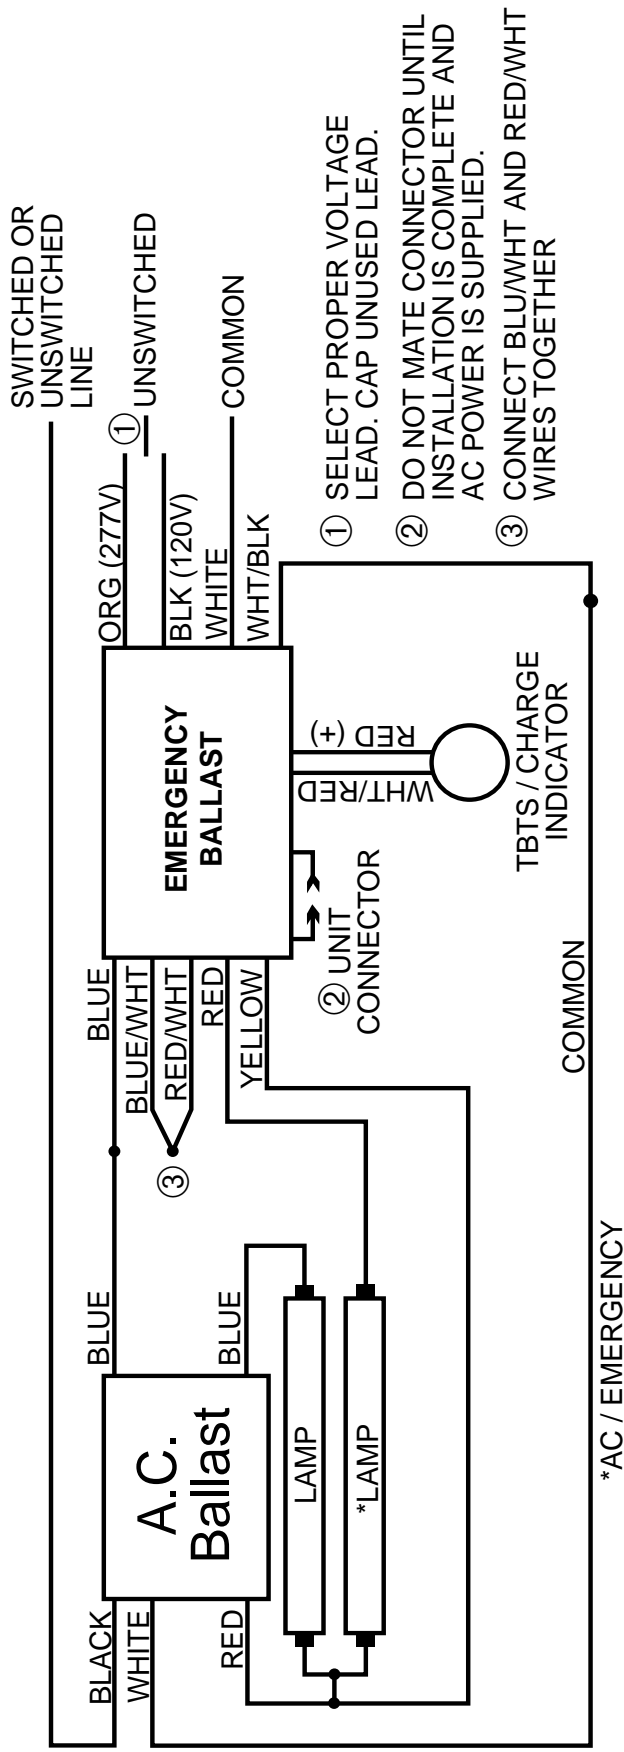 SWITCHED OR
UNSWITCHED
LINE
① UNSWITCHED
COMMON
ORG (277V)
BLK (120V)
WHITE
WHT/BLK
EMERGENCY
BALLAST
BLUE
BLUE/WHT
RED/WHT
RED
YELLOW
③
RED (+)
WHT/RED
TBTS / CHARGE
INDICATOR
② UNIT
CONNECTOR
BLUE
BLUE
A.C.
Ballast
BLACK
WHITE
RED
LAMP
*LAMP
COMMON
*AC / EMERGENCY
① SELECT PROPER VOLTAGE
LEAD. CAP UNUSED LEAD.
② DO NOT MATE CONNECTOR UNTIL
INSTALLATION IS COMPLETE AND
AC POWER IS SUPPLIED.
③ CONNECT BLU/WHT AND RED/WHT
WIRES TOGETHER